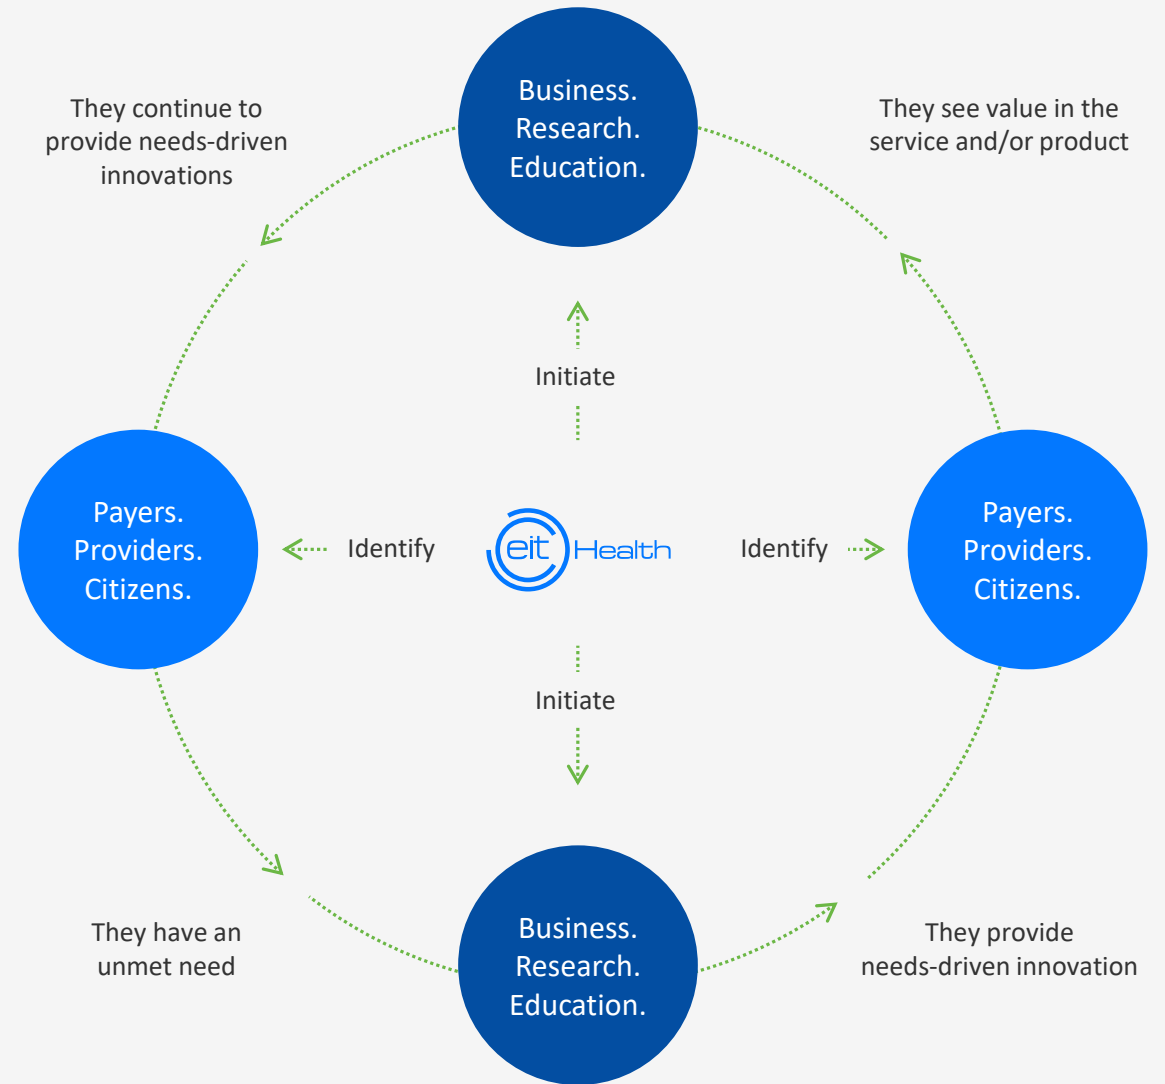 Business.
Research.
Education.
They continue to
provide needs-driven
innovations
They see value in the
service and/or product
Initiate
Payers.
Providers.
Citizens.
Identify
eit Health
Identify
Payers.
Providers.
Citizens.
Initiate
They have an
unmet need
Business.
Research.
Education.
They provide
needs-driven innovation